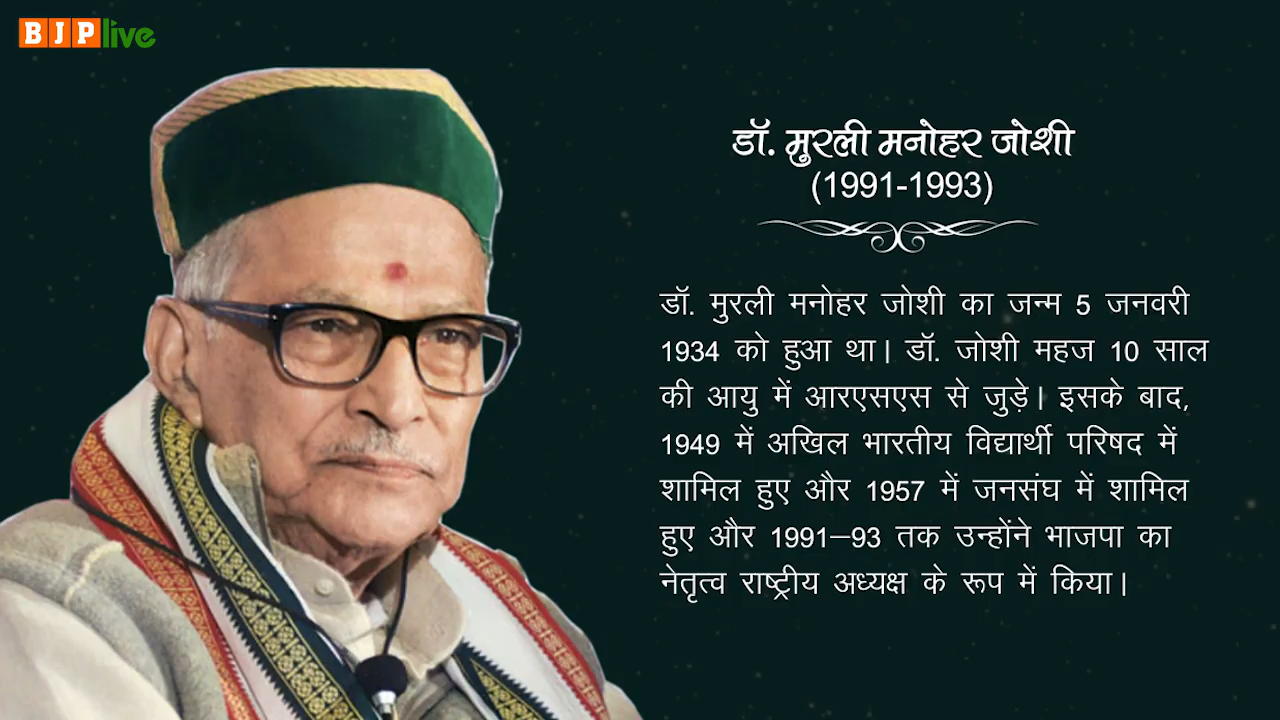 BJPlive
डॉ. मुरली मनोहर जोशी
(1991-1993)
डॉ. मुरली मनोहर जोशी का जन्म 5 जनवरी
1934 को हुआ था। डॉ. जोशी महज 10 साल
की आयु में आरएसएस से जुड़े। इसके बाद,
1949 में अखिल भारतीय विद्यार्थी परिषद में
शामिल हुए और 1957 में जनसंघ में शामिल
हुए और 1991–93 तक उन्होंने भाजपा का
नेतृत्व राष्ट्रीय अध्यक्ष के रूप में किया।